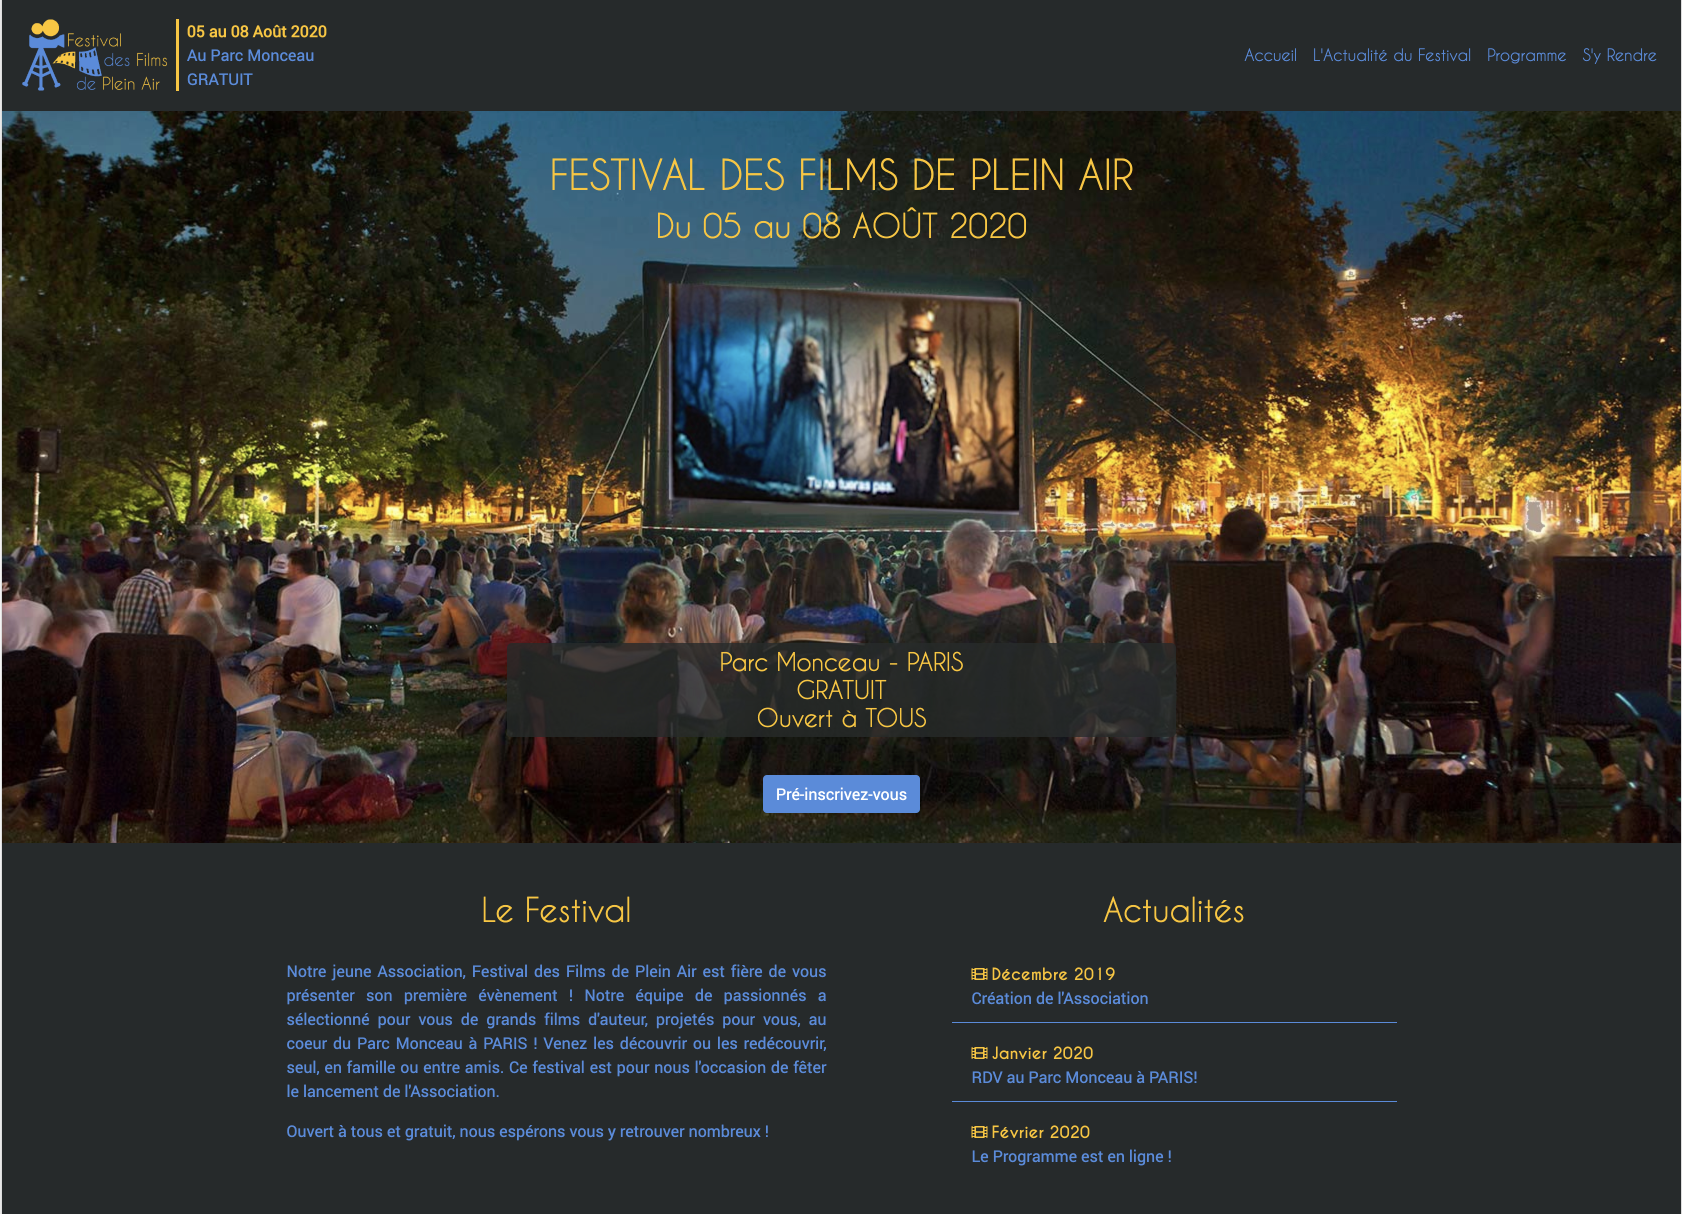 Festival
des Films
de Plein Air
05 au 08 Août 2020
Au Parc Monceau
GRATUIT
Accueil L'Actualité du Festival Programme S'y Rendre
FESTIVAL DES FILMS DE PLEIN AIR
Du 05 au 08 AOÛT 2020
Tu ne tueras pas.
Parc Monceau - PARIS
GRATUIT
Ouvert à TOUS
Pré-inscrivez-vous
Le Festival
Notre jeune Association, Festival des Films de Plein Air est fière de vous
présenter son première évènement ! Notre équipe de passionnés a
sélectionné pour vous de grands films d'auteur, projetés pour vous, au
coeur du Parc Monceau à PARIS ! Venez les découvrir ou les redécouvrir,
seul, en famille ou entre amis. Ce festival est pour nous l'occasion de fêter
le lancement de l'Association.
Ouvert à tous et gratuit, nous espérons vous y retrouver nombreux !
Actualités
Décembre 2019
Création de l'Association
Janvier 2020
RDV au Parc Monceau à PARIS!
Février 2020
Le Programme est en ligne !